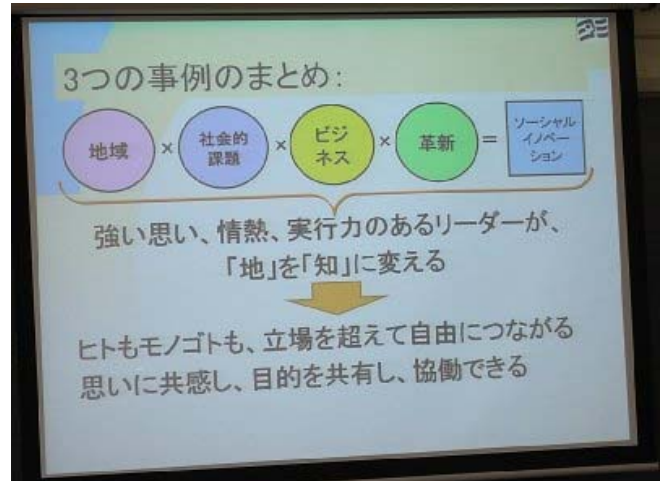 3つの事例のまとめ:
地域 × 社会的課題 × ビジネス × 革新 = ソーシャルイノベーション
強い思い、情熱、実行力のあるリーダーが、
「地」を「知」に変える
ヒトもモノゴトも、立場を超えて自由につながる
思いに共感し、目的を共有し、協働できる